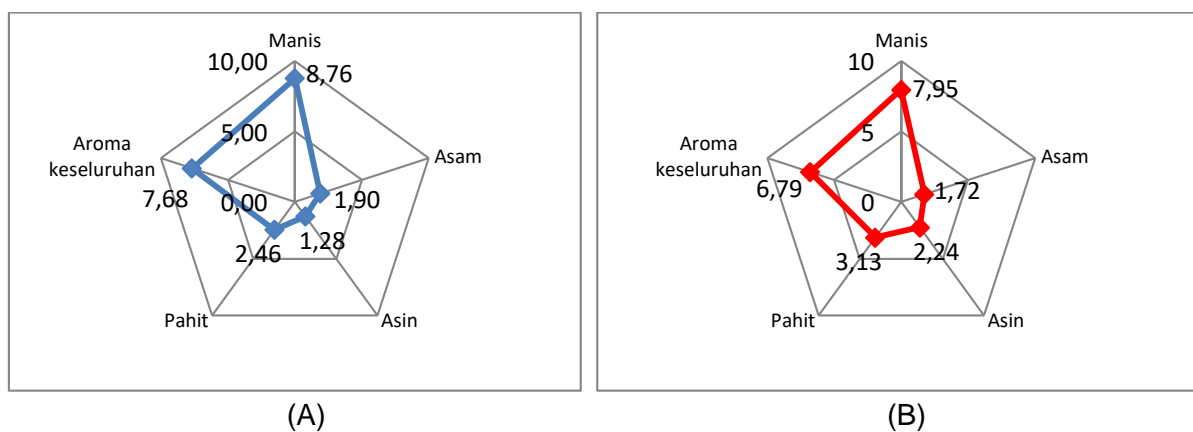 Manis
10,00
8,76
5,00
Aroma
keseluruhan
Asam
7,68
0,00
1,90
1,28
2,46
Pahit
Asin
(A)
Manis
10
7,95
5
Aroma
keseluruhan
Asam
6,79
0
1,72
2,24
3,13
Pahit
Asin
(B)